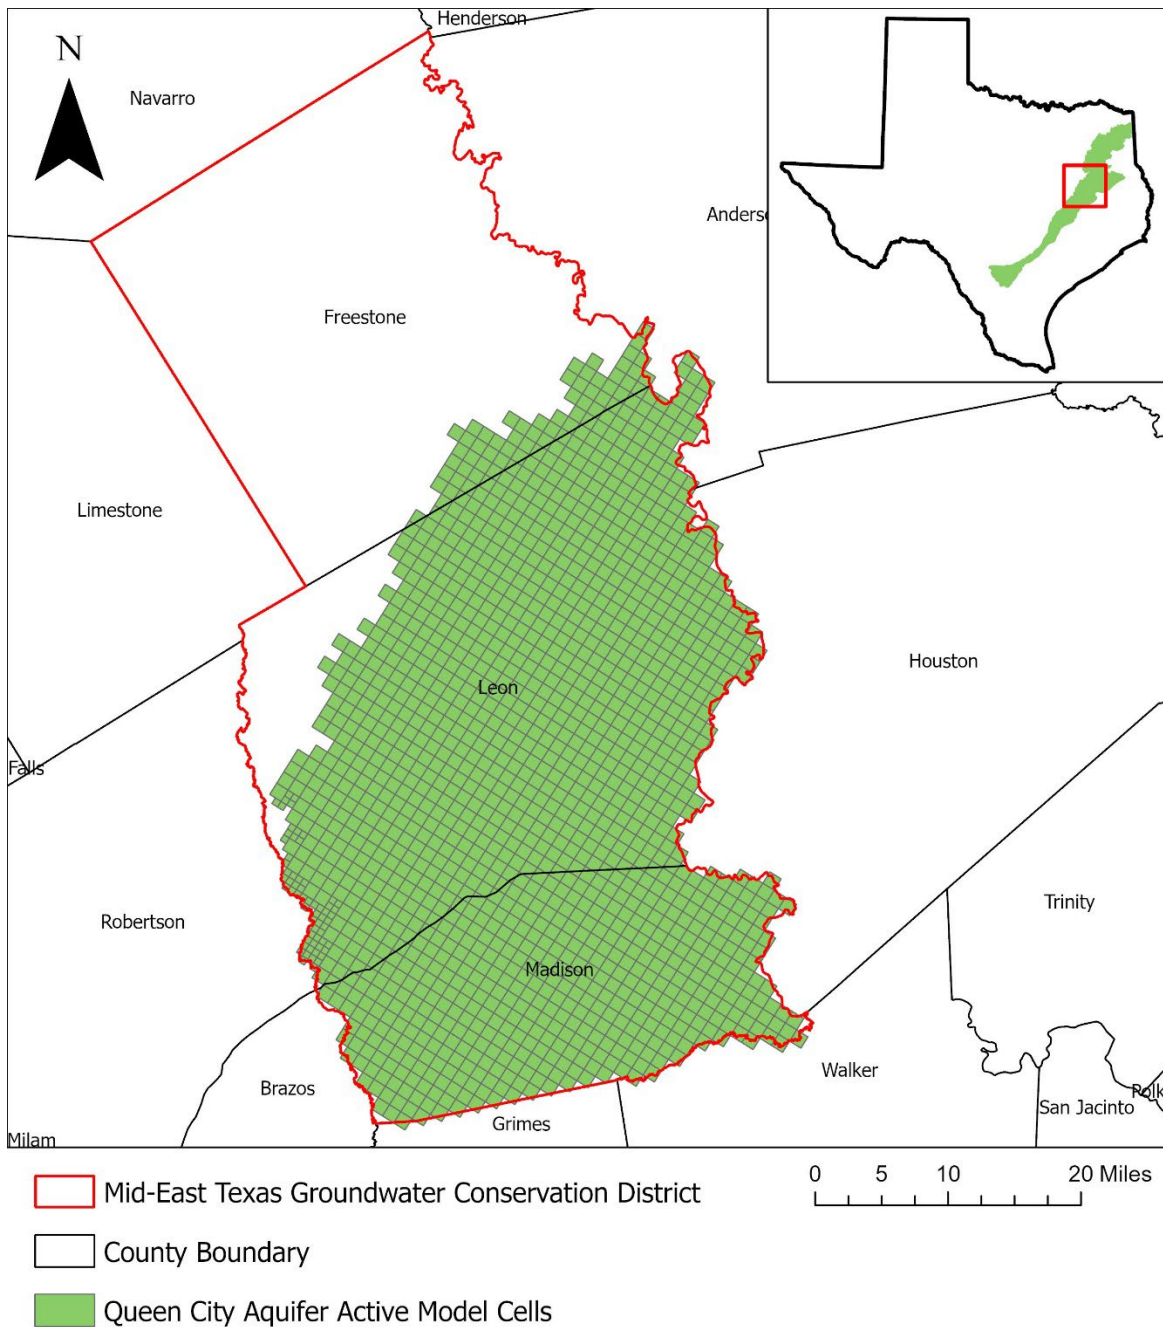 Henderson
N
Navarro
Anders
Freestone
Limestone
Houston
Leon
Falls
Robertson
Trinity
Madison
Walker
Brazos
Polk
San Jacinto
Grimes
Milam
0 5 10 20 Miles
Mid-East Texas Groundwater Conservation District
County Boundary
Queen City Aquifer Active Model Cells